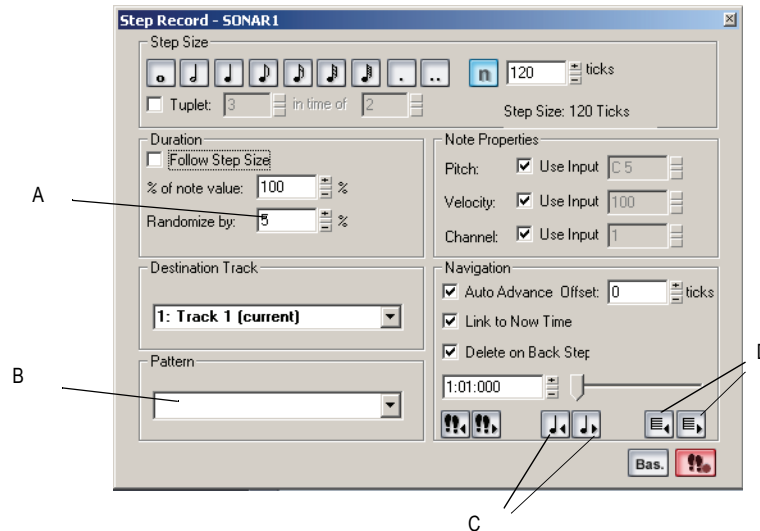 Step Record - SONAR1
Step Size
n 120 ticks
Tuplet: 3 in time of 2
Step Size: 120 Ticks
Duration
Follow Step Size
% of note value: 100 %
Randomize by: 5 %
Note Properties
Pitch: Use Input C 5
Velocity: Use Input 100
Channel: Use Input 1
A
Destination Track
1: Track 1 (current)
Pattern
B
Navigation
Auto Advance Offset: 0 ticks
Link to Now Time
Delete on Back Step
1:01:000
Bas.
C